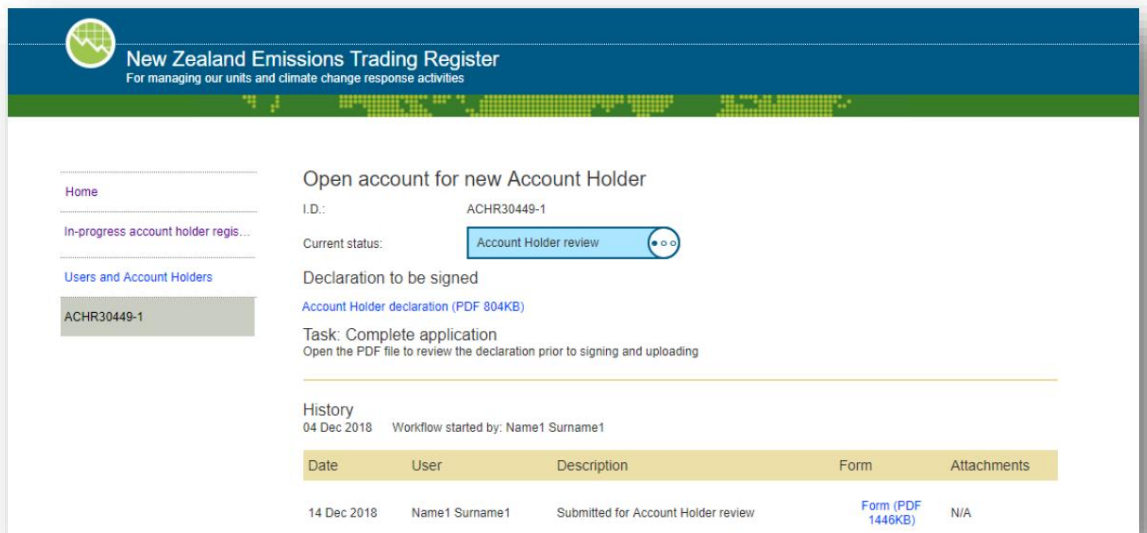 New Zealand Emissions Trading Register
For managing our units and climate change response activities
Home
In-progress account holder regis...
Users and Account Holders
ACHR30449-1
Open account for new Account Holder
I.D.: ACHR30449-1
Current status: Account Holder review
Declaration to be signed
Account Holder declaration (PDF 804KB)
Task: Complete application
Open the PDF file to review the declaration prior to signing and uploading
History
04 Dec 2018 Workflow started by: Name1 Surname1
Date User Description Form Attachments
14 Dec 2018 Name1 Surname1 Submitted for Account Holder review Form (PDF 1446KB) N/A